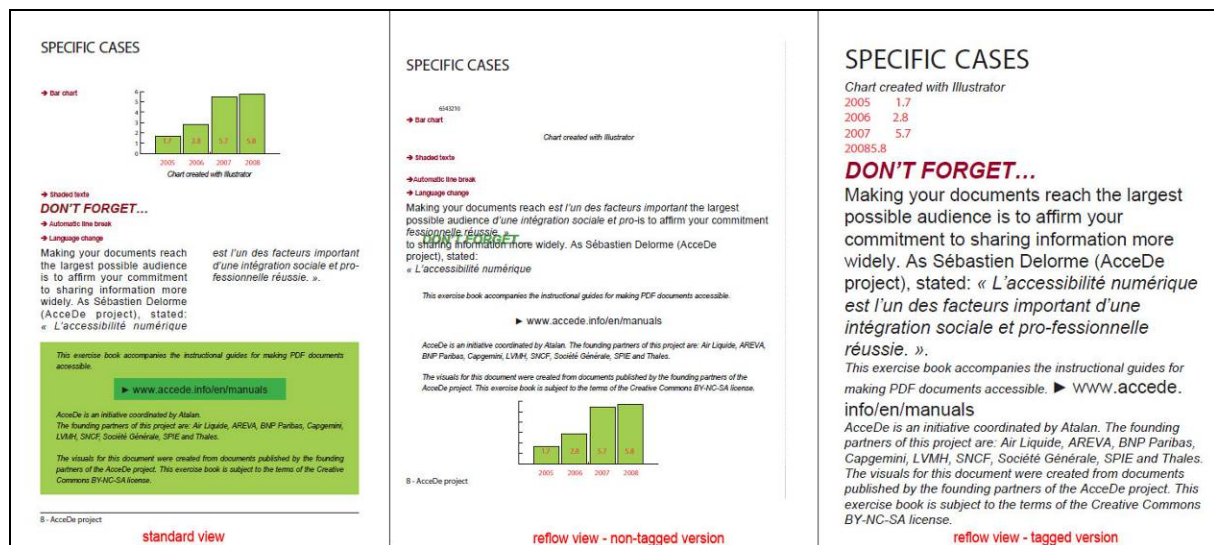 SPECIFIC CASES
➔ Bar chart
6
5
4
3
2
1
0
1.7 2.8 5.7 5.8
2005 2006 2007 2008
Chart created with Illustrator
➔ Shaded texte
DON'T FORGET…
➔ Automatic line break
➔ Language change
Making your documents reach
the largest possible audience
is to affirm your commitment
to sharing information more
widely. As Sébastien Delorme
(AcceDe project), stated:
« L'accessibilité numérique
est l'un des facteurs important
d'une intégration sociale et pro-
fessionnelle réussie. ».
This exercise book accompanies the instructional guides for making PDF documents
accessible.
► www.accede.info/en/manuals
AcceDe is an initiative coordinated by Atalan.
The founding partners of this project are: Air Liquide, AREVA, BNP Paribas, Capgemini,
LVMH, SNCF, Société Générale, SPIE and Thales.
The visuals for this document were created from documents published by the founding
partners of the AcceDe project. This exercise book is subject to the terms of the Creative
Commons BY-NC-SA license.
8 - AcceDe project
standard view
SPECIFIC CASES
6543210
➔ Bar chart
Chart created with Illustrator
➔ Shaded texts
➔Automatic line break
➔ Language change
Making your documents reach est l'un des facteurs important the largest
possible audience d'une intégration sociale et pro-is to affirm your commitment
fessionnelle réussie. ».
DON'T FORGET…
to sharing information more widely. As Sébastien Delorme (AcceDe
project), stated:
« L'accessibilité numérique
This exercise book accompanies the instructional guides for making PDF documents accessible.
► www.accede.info/en/manuals
AcceDe is an initiative coordinated by Atalan. The founding partners of this project are: Air Liquide, AREVA,
BNP Paribas, Capgemini, LVMH, SNCF, Société Générale, SPIE and Thales.
The visuals for this document were created from documents published by the founding partners of the
AcceDe project. This exercise book is subject to the terms of the Creative Commons BY-NC-SA license.
1.7 2.8 5.7 5.8
2005 2006 2007 2008
8 - AcceDe project
reflow view - non-tagged version
SPECIFIC CASES
Chart created with Illustrator
2005 1.7
2006 2.8
2007 5.7
20085.8
DON'T FORGET…
Making your documents reach the largest
possible audience is to affirm your
commitment to sharing information more
widely. As Sébastien Delorme (AcceDe
project), stated: « L'accessibilité numérique
est l'un des facteurs important d'une
intégration sociale et pro-fessionnelle
réussie. ».
This exercise book accompanies the instructional guides for
making PDF documents accessible. ► www.accede.
info/en/manuals
AcceDe is an initiative coordinated by Atalan. The founding
partners of this project are: Air Liquide, AREVA, BNP Paribas,
Capgemini, LVMH, SNCF, Société Générale, SPIE and Thales.
The visuals for this document were created from documents
published by the founding partners of the AcceDe project. This
exercise book is subject to the terms of the Creative Commons
BY-NC-SA license.
reflow view - tagged version